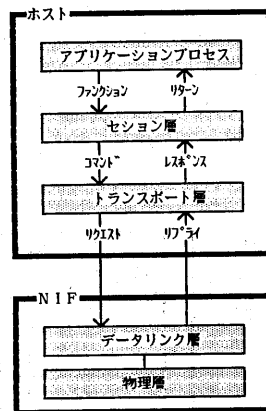 ホスト
アプリケーションプロセス
ファンクション リターン
セション層
コマンド レスポンス
トランスポート層
リクエスト リプライ
NIF
データリンク層
物理層